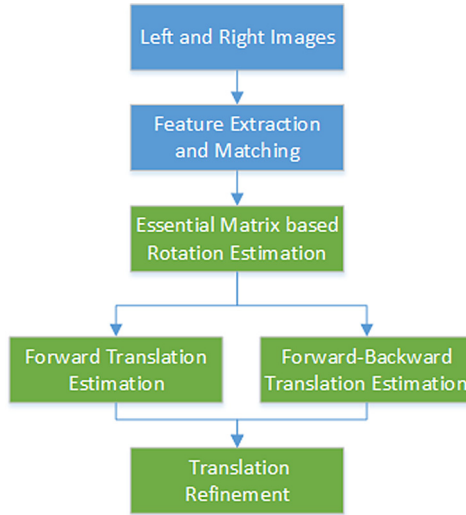 Left and Right Images
Feature Extraction
and Matching
Essential Matrix based
Rotation Estimation
Forward Translation
Estimation
Forward-Backward
Translation Estimation
Translation
Refinement